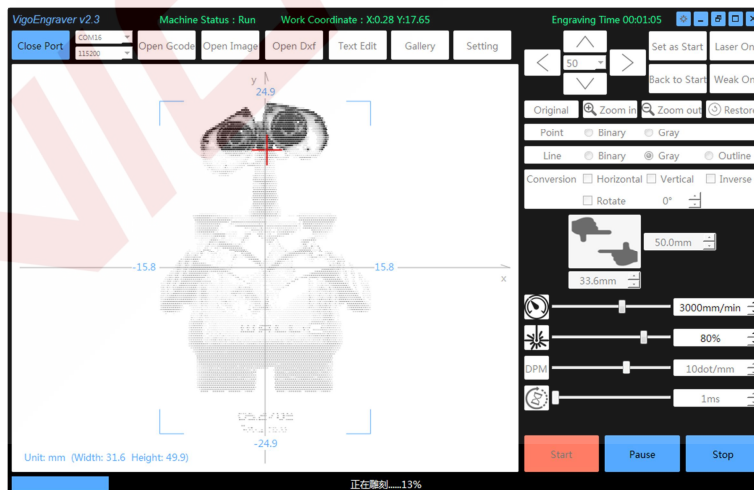 VigoEngraver v2.3 Machine Status : Run Work Coordinate : X:0.28 Y:17.65 Engraving Time 00:01:05
Close Port COM16 115200 Open Gcode Open Image Open Dxf Text Edit Gallery Setting
50 Set as Start Laser On
Back to Start Weak On
Original Zoom in Zoom out Restore
Point Binary Gray
Line Binary Gray Outline
Conversion Horizontal Vertical Inverse
Rotate 0°
50.0mm
33.6mm
3000mm/min
80%
DPM 10dot/mm
1ms
Start Pause Stop
y
24.9
-15.8 15.8
x
WALL-E
-24.9
Unit: mm (Width: 31.6 Height: 49.9)
正在雕刻......13%